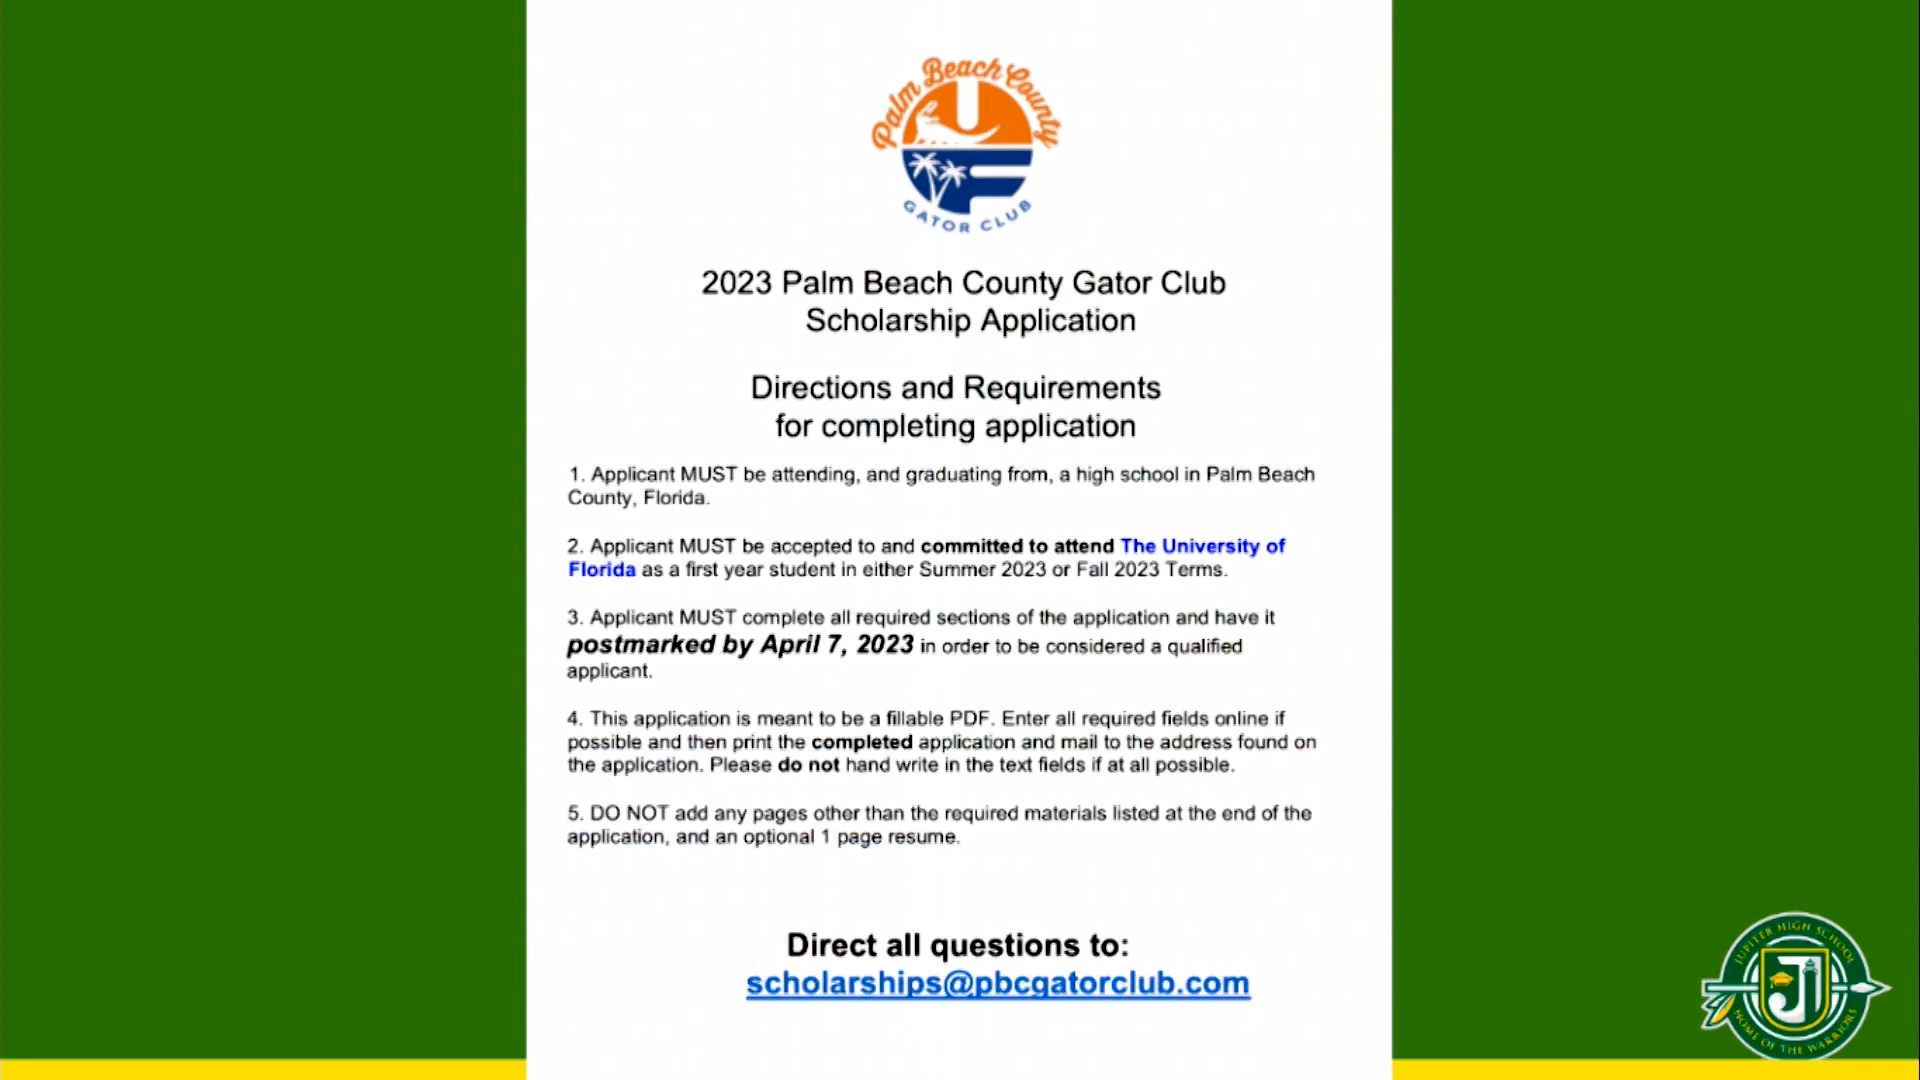 Palm Beach County
UF
GATOR CLUB
2023 Palm Beach County Gator Club
Scholarship Application
Directions and Requirements
for completing application
1. Applicant MUST be attending, and graduating from, a high school in Palm Beach
County, Florida.
2. Applicant MUST be accepted to and committed to attend The University of
Florida as a first year student in either Summer 2023 or Fall 2023 Terms.
3. Applicant MUST complete all required sections of the application and have it
postmarked by April 7, 2023 in order to be considered a qualified
applicant.
4. This application is meant to be a fillable PDF. Enter all required fields online if
possible and then print the completed application and mail to the address found on
the application. Please do not hand write in the text fields if at all possible.
5. DO NOT add any pages other than the required materials listed at the end of the
application, and an optional 1 page resume.
Direct all questions to:
scholarships@pbcgatorclub.com
JUPITER HIGH SCHOOL
J
HOME OF THE WARRIORS